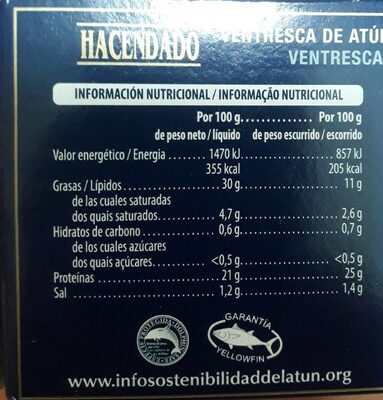 HACENDADO
VENTRESCA DE ATÚ
VENTRESCA
INFORMACIÓN NUTRICIONAL / INFORMAÇÃO NUTRICIONAL
Por 100 g .............. Por 100 g
de peso neto / líquido de peso escurrido / escorrido
Valor energético / Energia ........ 1470 kJ ................ 857 kJ
355 kcal 205 kcal
Grasas / Lípidos ..................... 30 g .................. 11 g
de las cuales saturadas
dos quais saturados ............. 4,7 g .................. 2,6 g
Hidratos de carbono ............... 0,6 g .................. 0,7 g
de los cuales azúcares
dos quais açúcares .............. <0,5 g ................ <0,5 g
Proteínas ............................ 21 g .................. 25 g
Sal ................................... 1,2 g .................. 1,4 g
GARANTÍA
YELLOWFIN
www.infosostenibilidaddelatun.org